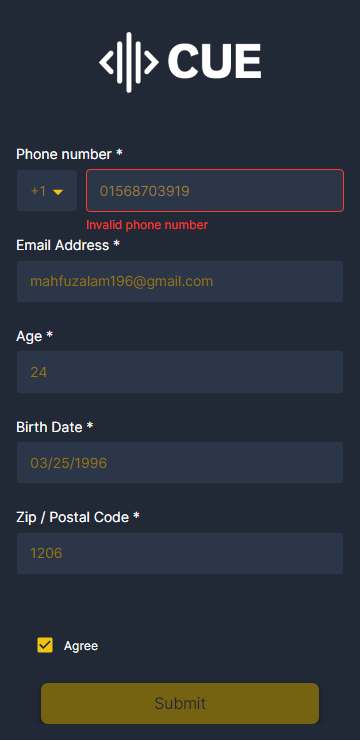 CUE
Phone number *
+1 01568703919
Invalid phone number
Email Address *
mahfuzalam196@gmail.com
Age *
24
Birth Date *
03/25/1996
Zip / Postal Code *
1206
Agree
Submit